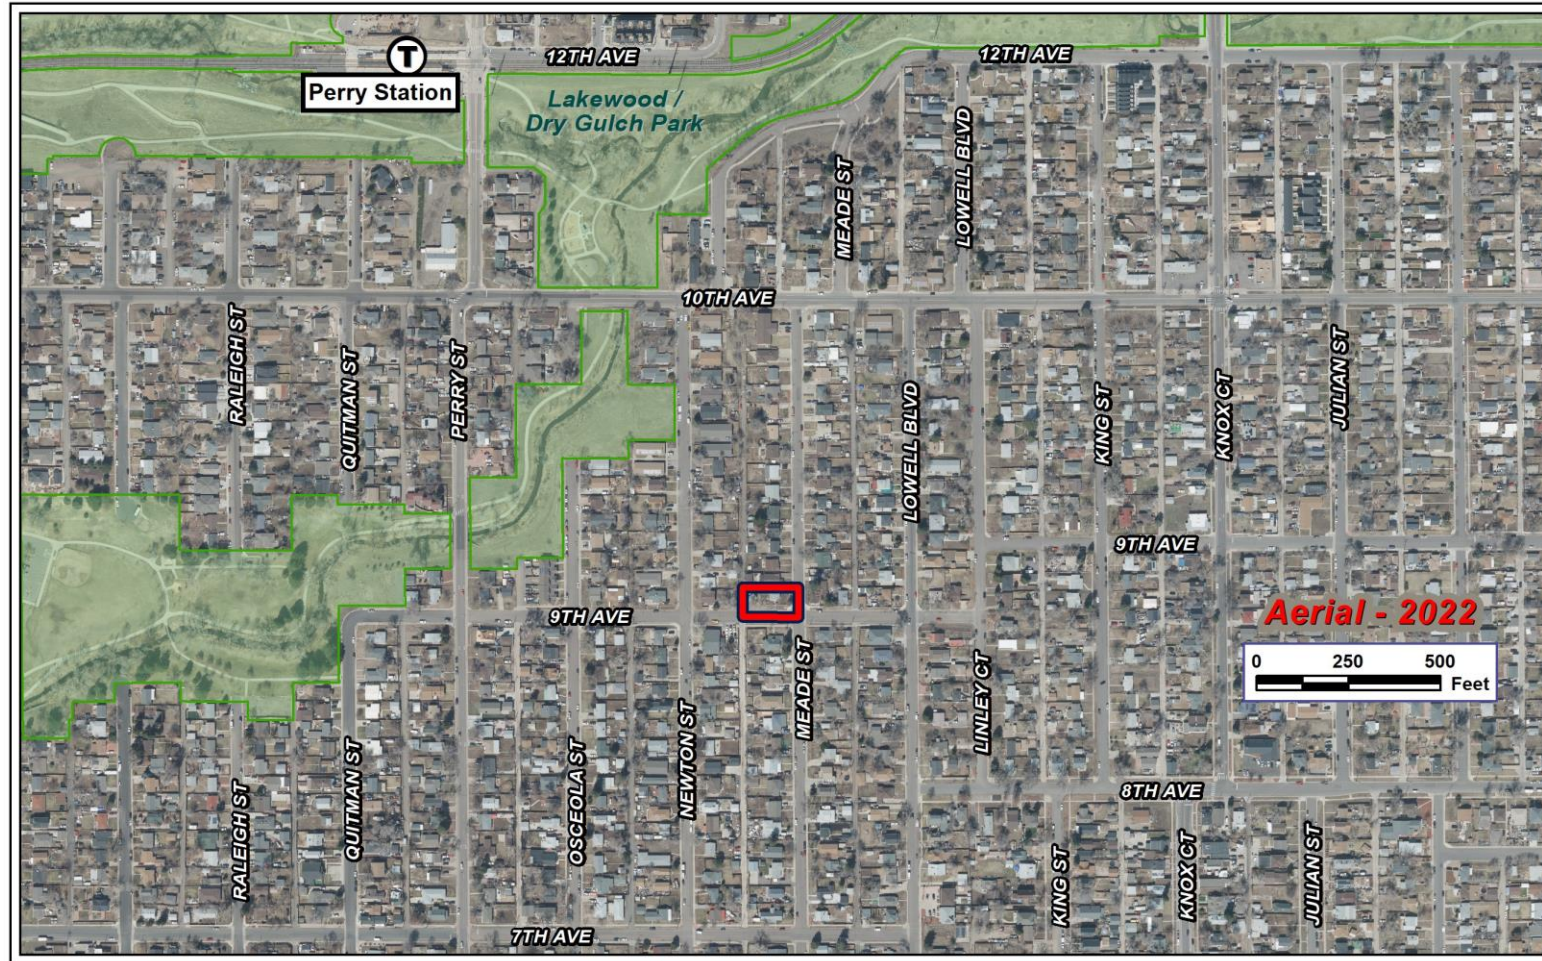 T
Perry Station
12TH AVE
12TH AVE
Lakewood /
Dry Gulch Park
MEADE ST
LOWELL BLVD
10TH AVE
RALEIGH ST
QUITMAN ST
PERRY ST
LOWELL BLVD
KING ST
KNOX CT
JULIAN ST
9TH AVE
9TH AVE
Aerial - 2022
0 250 500
Feet
MEADE ST
LINLEY CT
NEWTON ST
OSCEOLA ST
QUITMAN ST
RALEIGH ST
8TH AVE
KING ST
KNOX CT
JULIAN ST
7TH AVE